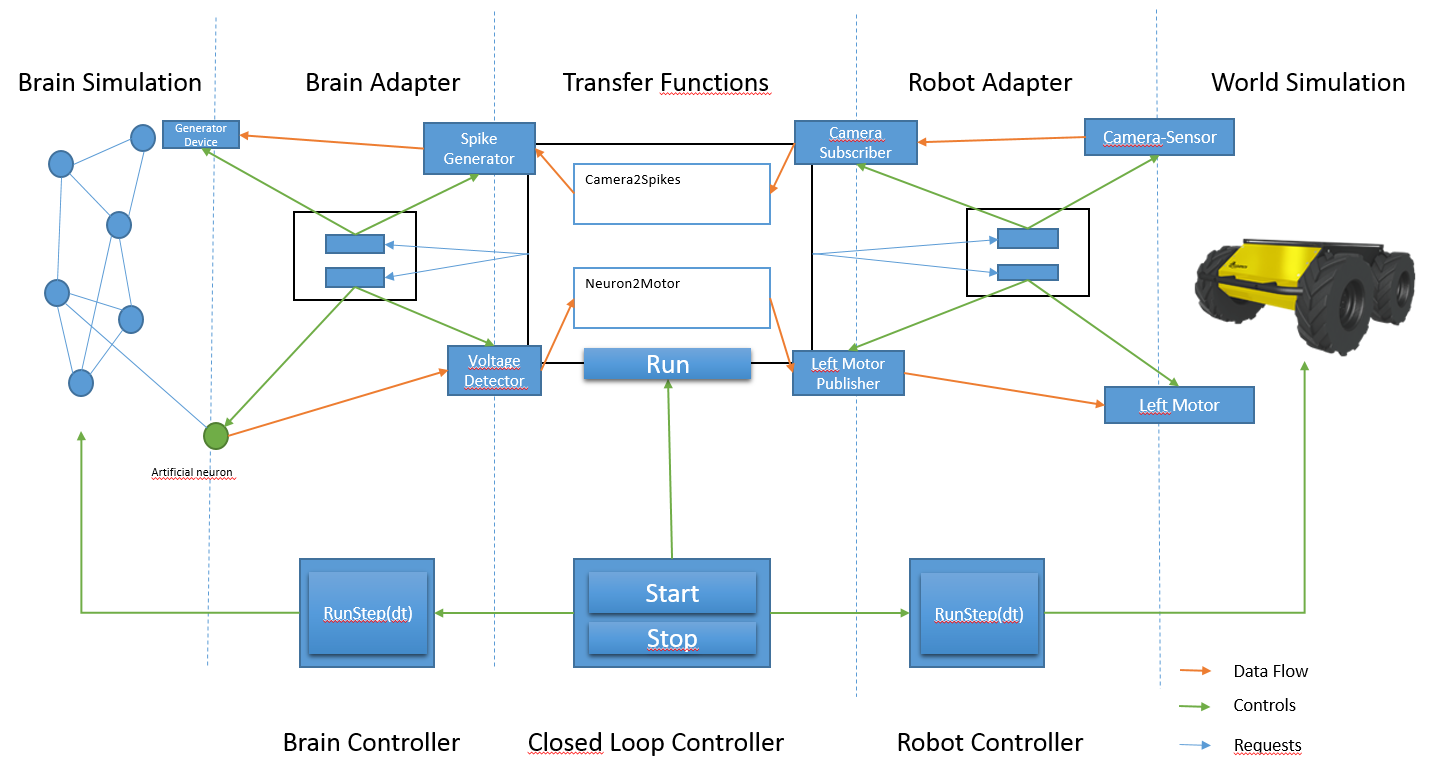 Brain Simulation
Brain Adapter
Transfer Functions
Robot Adapter
World Simulation
Generator
Device
Spike
Generator
Camera
Subscriber
Camera-Sensor
Camera2Spikes
Neuron2Motor
Run
Voltage
Detector
Left Motor
Publisher
Left Motor
Artificial neuron
RunStep(dt)
Start
Stop
RunStep(dt)
Data Flow
Controls
Requests
Brain Controller
Closed Loop Controller
Robot Controller